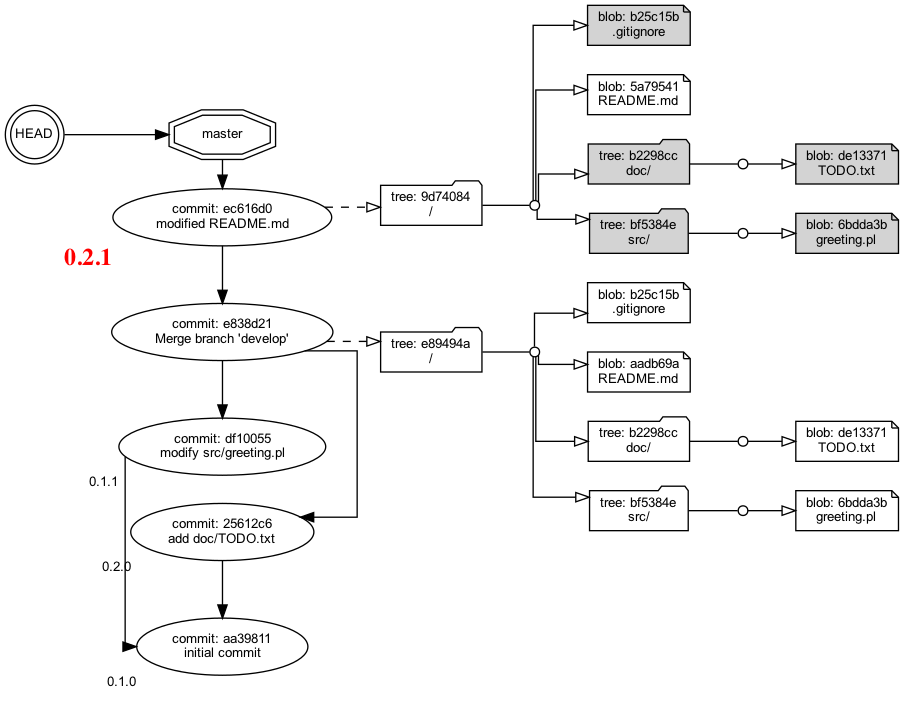 HEAD
master
commit: ec616d0
modified README.md
0.2.1
commit: e838d21
Merge branch 'develop'
commit: df10055
modify src/greeting.pl
0.1.1
commit: 25612c6
add doc/TODO.txt
0.2.0
commit: aa39811
initial commit
0.1.0
tree: 9d74084
/
blob: b25c15b
.gitignore
blob: 5a79541
README.md
tree: b2298cc
doc/
blob: de13371
TODO.txt
tree: bf5384e
src/
blob: 6bdda3b
greeting.pl
tree: e89494a
/
blob: b25c15b
.gitignore
blob: aadb69a
README.md
tree: b2298cc
doc/
blob: de13371
TODO.txt
tree: bf5384e
src/
blob: 6bdda3b
greeting.pl